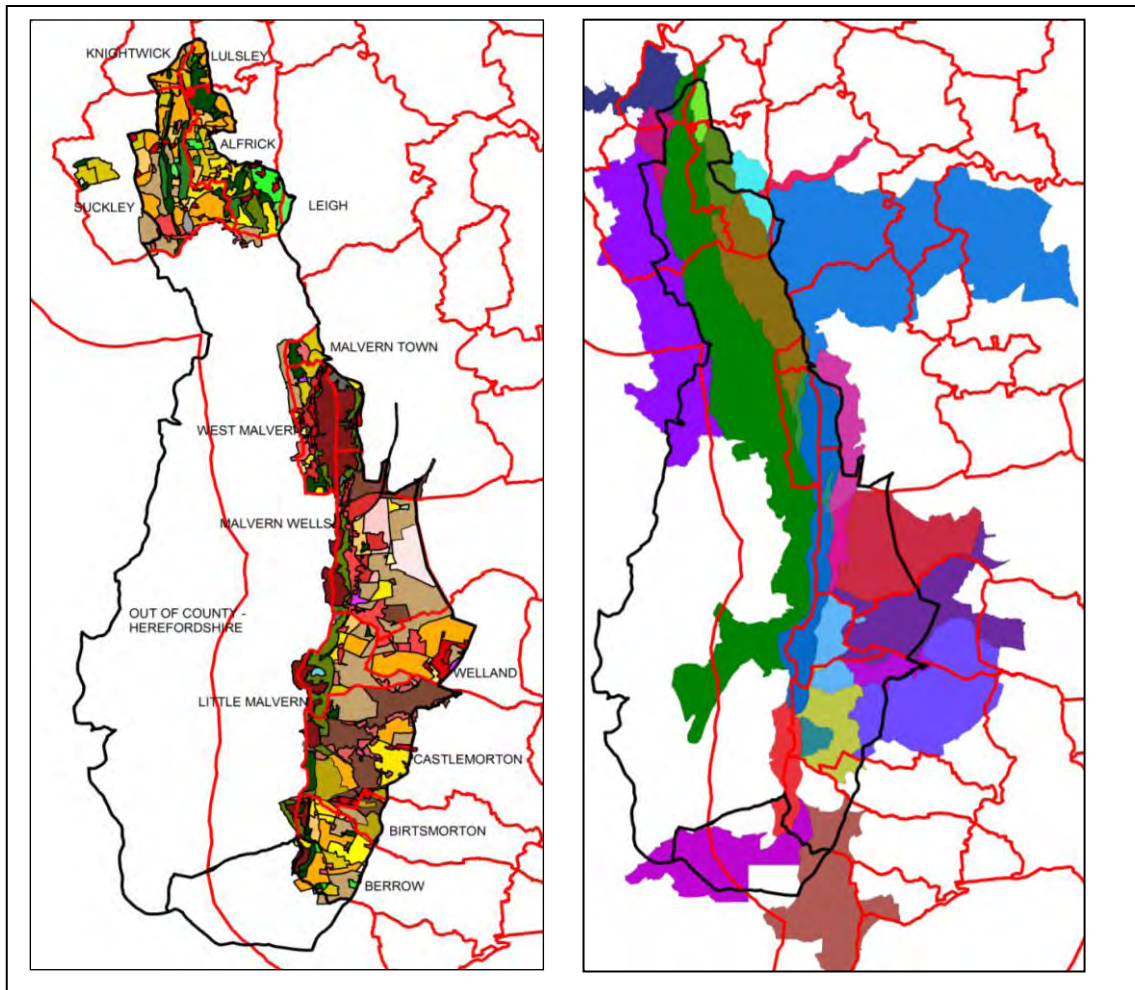 KNIGHTWICK
LULSLEY
ALFRICK
SUCKLEY
LEIGH
MALVERN TOWN
WEST MALVERN
MALVERN WELLS
OUT OF COUNTY -
HEREFORDSHIRE
WELLAND
LITTLE MALVERN
CASTLEMORTON
BIRTSMORTON
BERROW